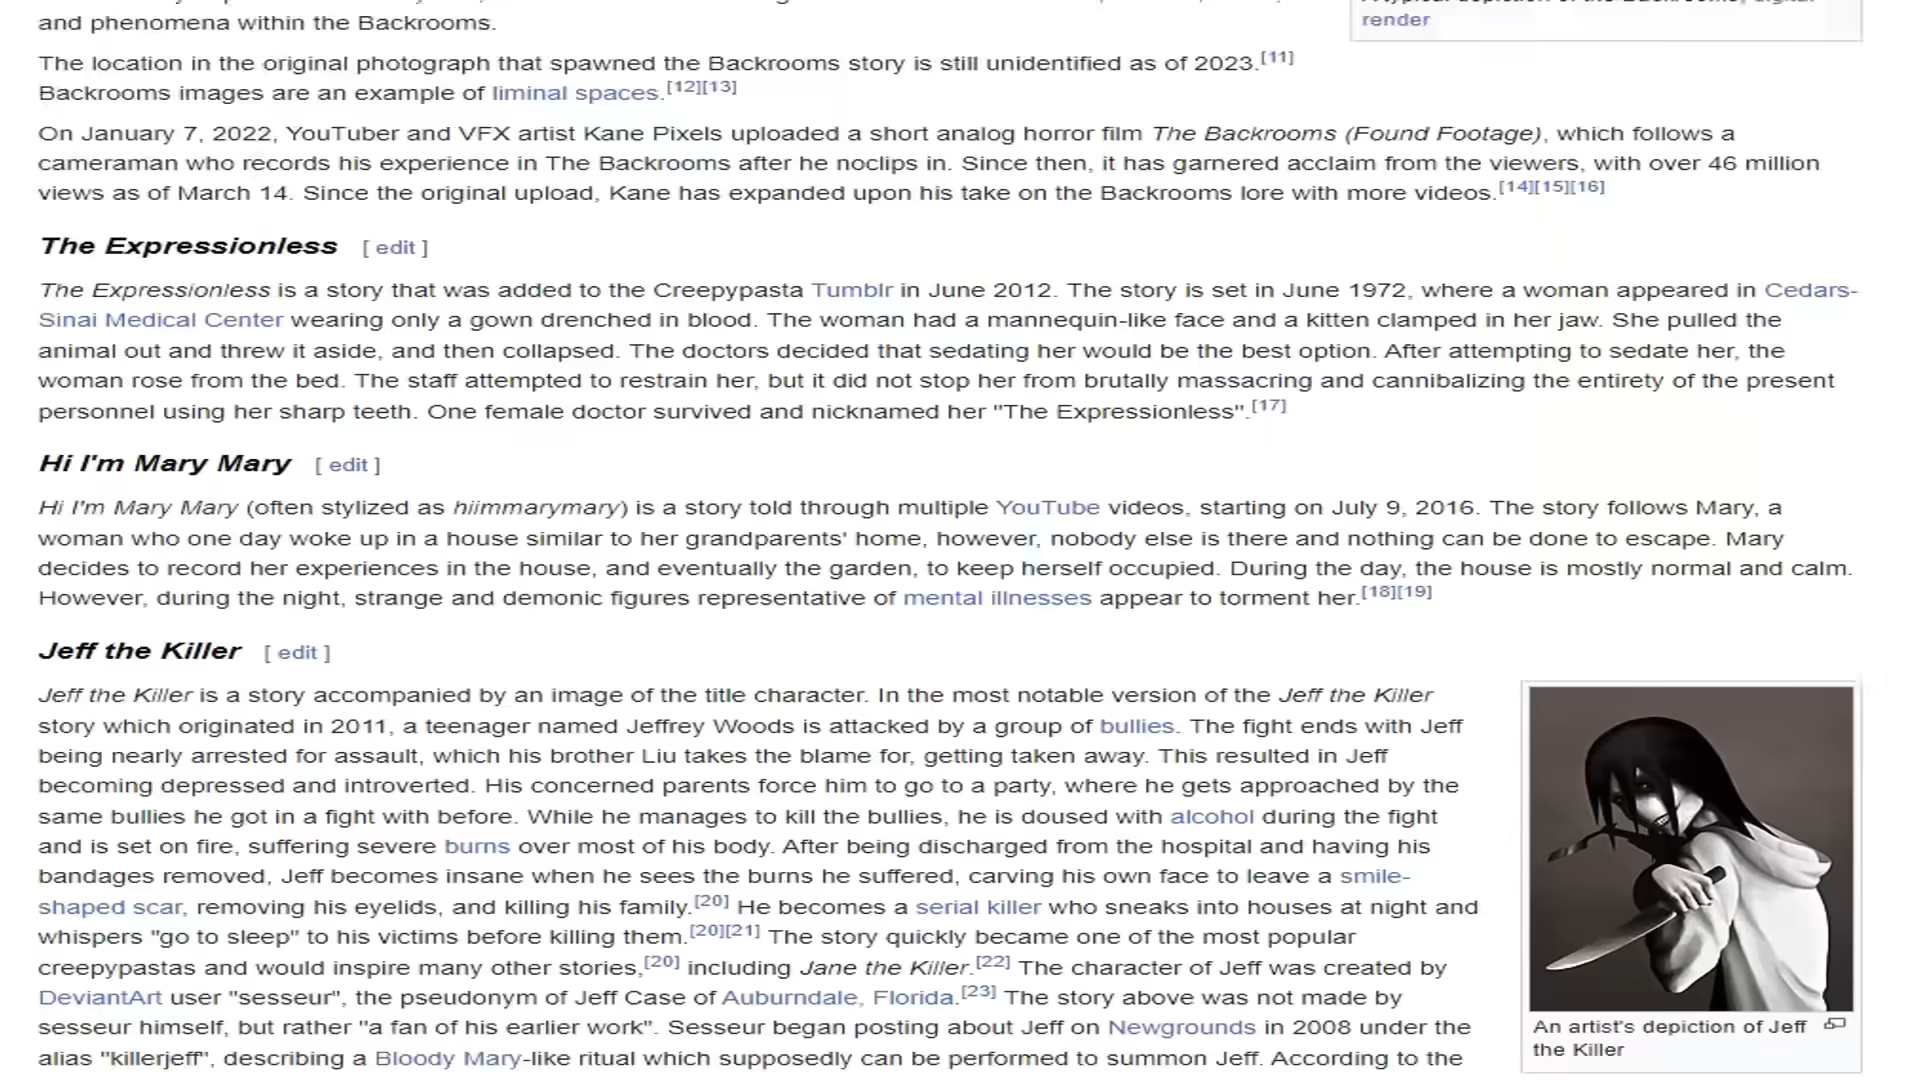 and phenomena within the Backrooms.
render
The location in the original photograph that spawned the Backrooms story is still unidentified as of 2023.[11]
Backrooms images are an example of liminal spaces.[12][13]
On January 7, 2022, YouTuber and VFX artist Kane Pixels uploaded a short analog horror film The Backrooms (Found Footage), which follows a
cameraman who records his experience in The Backrooms after he noclips in. Since then, it has garnered acclaim from the viewers, with over 46 million
views as of March 14. Since the original upload, Kane has expanded upon his take on the Backrooms lore with more videos.[14][15][16]
The Expressionless [ edit ]
The Expressionless is a story that was added to the Creepypasta Tumblr in June 2012. The story is set in June 1972, where a woman appeared in Cedars-
Sinai Medical Center wearing only a gown drenched in blood. The woman had a mannequin-like face and a kitten clamped in her jaw. She pulled the
animal out and threw it aside, and then collapsed. The doctors decided that sedating her would be the best option. After attempting to sedate her, the
woman rose from the bed. The staff attempted to restrain her, but it did not stop her from brutally massacring and cannibalizing the entirety of the present
personnel using her sharp teeth. One female doctor survived and nicknamed her "The Expressionless".[17]
Hi I'm Mary Mary [ edit ]
Hi I'm Mary Mary (often stylized as hiimmarymary) is a story told through multiple YouTube videos, starting on July 9, 2016. The story follows Mary, a
woman who one day woke up in a house similar to her grandparents' home, however, nobody else is there and nothing can be done to escape. Mary
decides to record her experiences in the house, and eventually the garden, to keep herself occupied. During the day, the house is mostly normal and calm.
However, during the night, strange and demonic figures representative of mental illnesses appear to torment her.[18][19]
Jeff the Killer [ edit ]
Jeff the Killer is a story accompanied by an image of the title character. In the most notable version of the Jeff the Killer
story which originated in 2011, a teenager named Jeffrey Woods is attacked by a group of bullies. The fight ends with Jeff
being nearly arrested for assault, which his brother Liu takes the blame for, getting taken away. This resulted in Jeff
becoming depressed and introverted. His concerned parents force him to go to a party, where he gets approached by the
same bullies he got in a fight with before. While he manages to kill the bullies, he is doused with alcohol during the fight
and is set on fire, suffering severe burns over most of his body. After being discharged from the hospital and having his
bandages removed, Jeff becomes insane when he sees the burns he suffered, carving his own face to leave a smile-
shaped scar, removing his eyelids, and killing his family.[20] He becomes a serial killer who sneaks into houses at night and
whispers "go to sleep" to his victims before killing them.[20][21] The story quickly became one of the most popular
creepypastas and would inspire many other stories,[20] including Jane the Killer.[22] The character of Jeff was created by
DeviantArt user "sesseur", the pseudonym of Jeff Case of Auburndale, Florida.[23] The story above was not made by
sesseur himself, but rather "a fan of his earlier work". Sesseur began posting about Jeff on Newgrounds in 2008 under the
alias "killerjeff", describing a Bloody Mary-like ritual which supposedly can be performed to summon Jeff. According to the
An artist's depiction of Jeff
the Killer